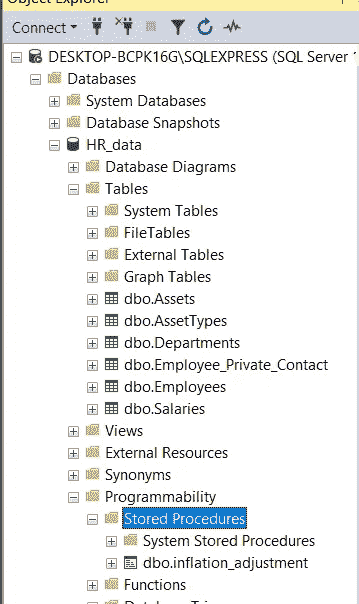 Object Explorer
Connect
DESKTOP-BCPK16G\SQLEXPRESS (SQL Server 1
Databases
System Databases
Database Snapshots
HR_data
Database Diagrams
Tables
System Tables
FileTables
External Tables
Graph Tables
dbo.Assets
dbo.AssetTypes
dbo.Departments
dbo.Employee_Private_Contact
dbo.Employees
dbo.Salaries
Views
External Resources
Synonyms
Programmability
Stored Procedures
System Stored Procedures
dbo.inflation_adjustment
Functions